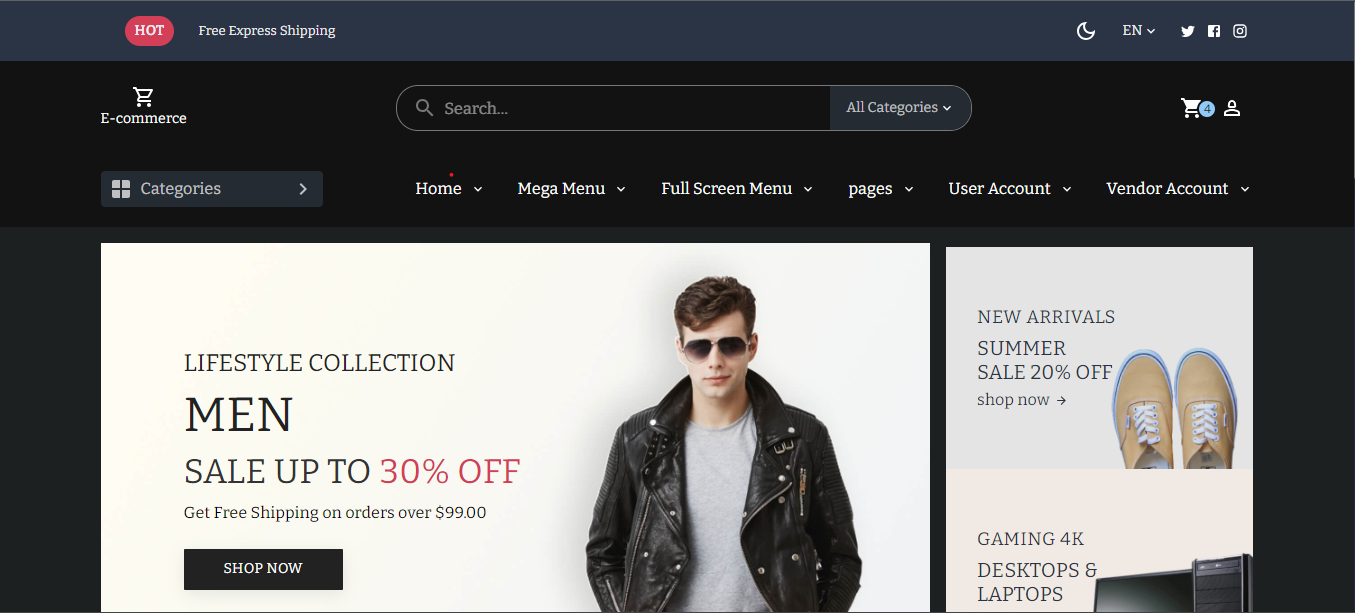 HOT
Free Express Shipping
EN
E-commerce
Search...
All Categories
4
Categories
Home
Mega Menu
Full Screen Menu
pages
User Account
Vendor Account
LIFESTYLE COLLECTION
MEN
SALE UP TO 30% OFF
Get Free Shipping on orders over $99.00
SHOP NOW
NEW ARRIVALS
SUMMER
SALE 20% OFF
shop now →
GAMING 4K
DESKTOPS &
LAPTOPS